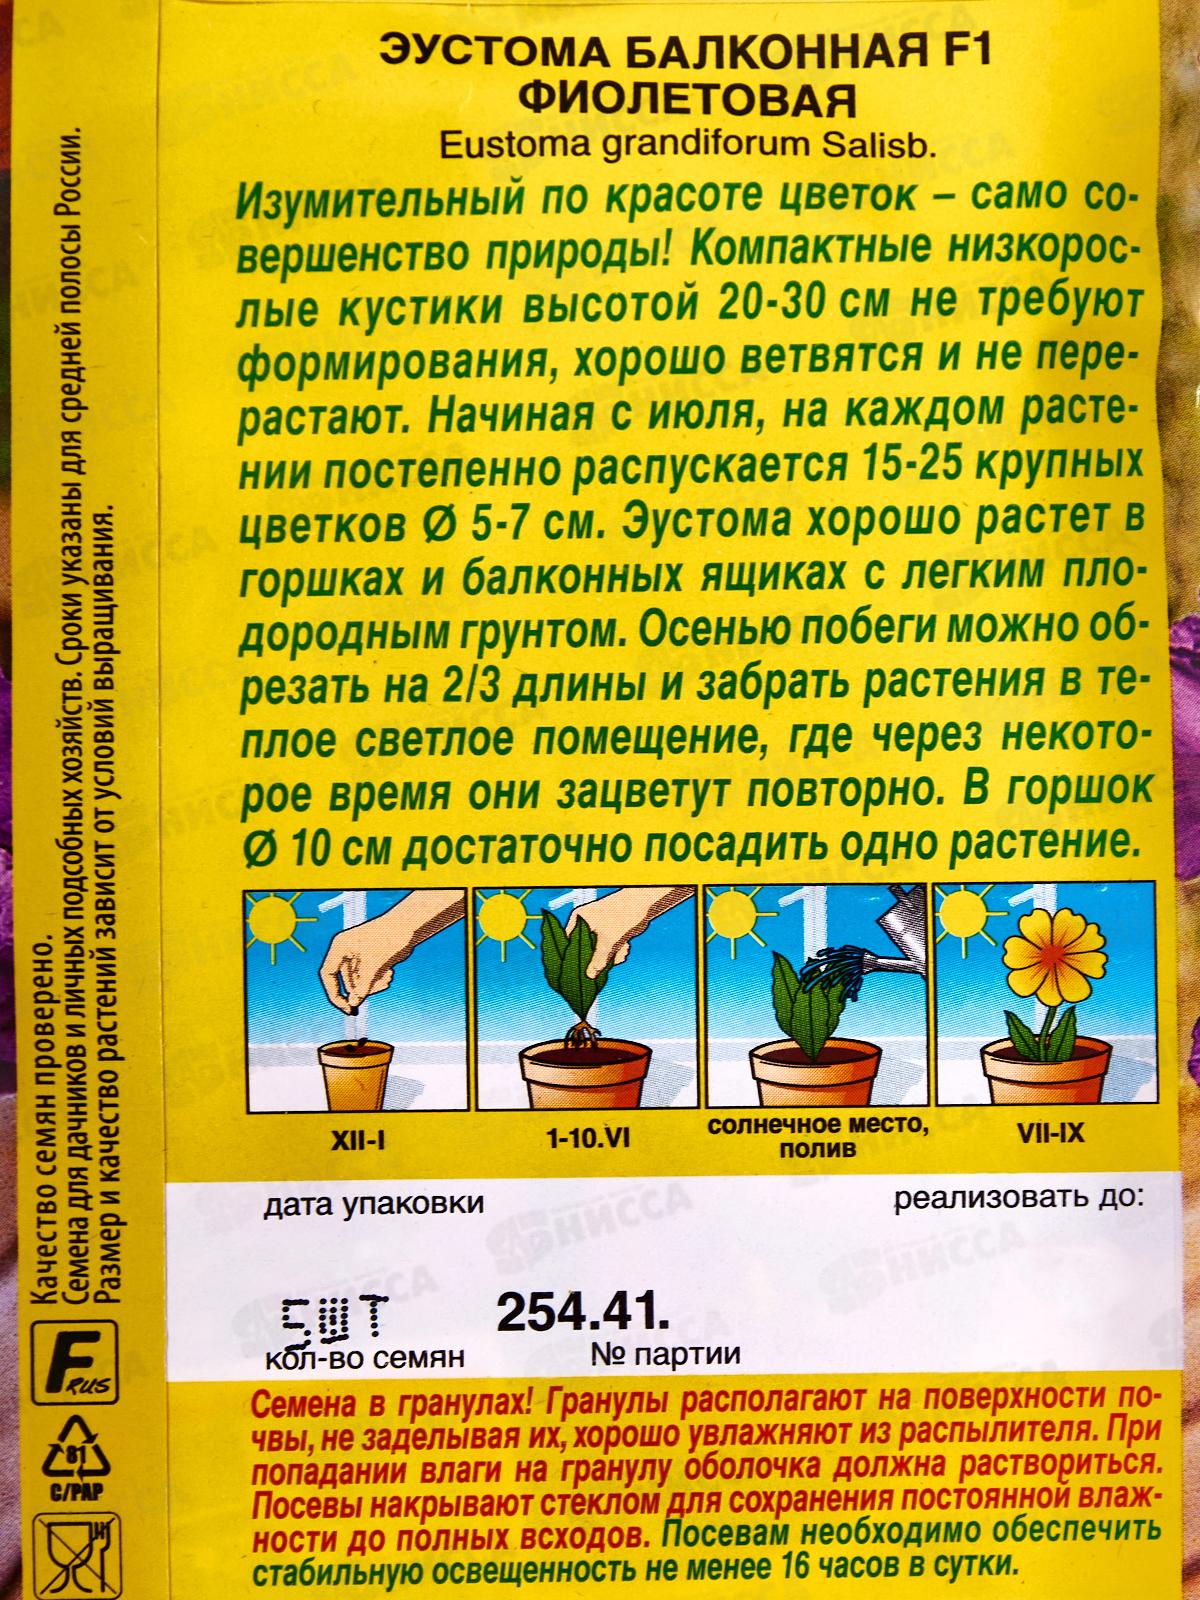 ЭУСТОМА БАЛКОННАЯ F1
ФИОЛЕТОВАЯ
Eustoma grandiforum Salisb.
Изумительный по красоте цветок – само со-
вершенство природы! Компактные низкорос-
лые кустики высотой 20-30 см не требуют
формирования, хорошо ветвятся и не пере-
растают. Начиная с июля, на каждом расте-
нии постепенно распускается 15-25 крупных
цветков Ø 5-7 см. Эустома хорошо растет в
горшках и балконных ящиках с легким пло-
дородным грунтом. Осенью побеги можно об-
резать на 2/3 длины и забрать растения в те-
плое светлое помещение, где через некото-
рое время они зацветут повторно. В горшок
Ø 10 см достаточно посадить одно растение.
XII-I
1-10.VI
солнечное место,
полив
VII-IX
дата упаковки
реализовать до:
5ШТ
254.41.
кол-во семян
№ партии
Семена в гранулах! Гранулы располагают на поверхности по-
чвы, не заделывая их, хорошо увлажняют из распылителя. При
попадании влаги на гранулу оболочка должна раствориться.
Посевы накрывают стеклом для сохранения постоянной влаж-
ности до полных всходов. Посевам необходимо обеспечить
стабильную освещенность не менее 16 часов в сутки.
Качество семян проверено.
Семена для дачников и личных подсобных хозяйств. Сроки указаны для средней полосы России.
Размер и качество растений зависит от условий выращивания.
F RUS
81
C/PAP